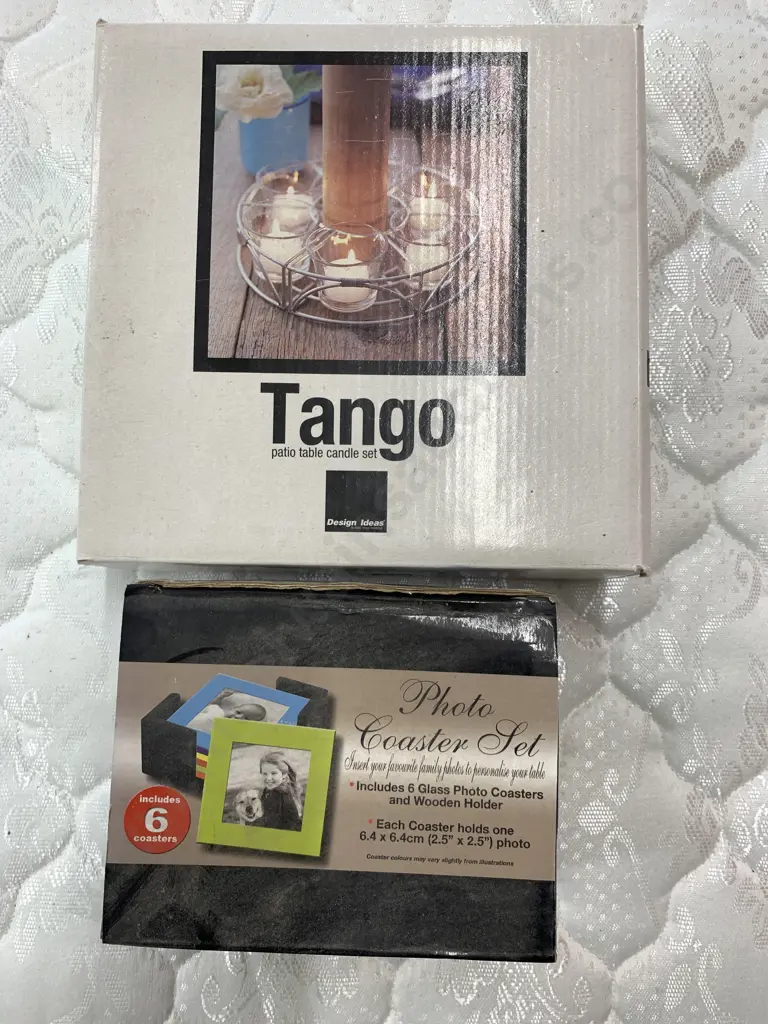 Tango
patio table candle set
Design Ideas
Photo
Coaster Set
Insert your favourite family photos to personalise your table
* Includes 6 Glass Photo Coasters
and Wooden Holder
* Each Coaster holds one
6.4 x 6.4cm (2.5" x 2.5") photo
Coaster colours may vary slightly from illustrations
includes
6
coasters